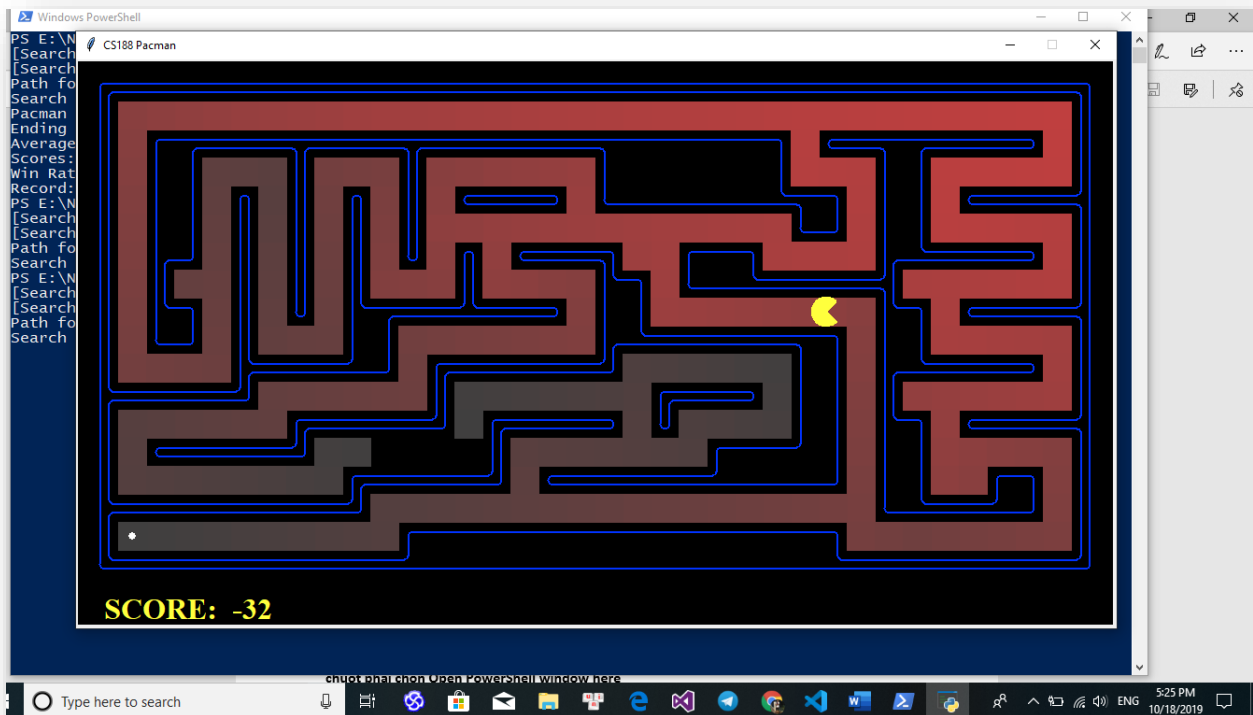 Windows PowerShell
PS E:\N
CS188 Pacman
[Search
[Search
Path fo
Search
Pacman
Ending
Average
Scores:
Win Rat
Record:
PS E:\N
[Search
[Search
Path fo
Search
PS E:\N
[Search
[Search
Path fo
Search
SCORE: -32
chuột phải chọn Open PowerShell window here
Type here to search
ENG
5:25 PM
10/18/2019